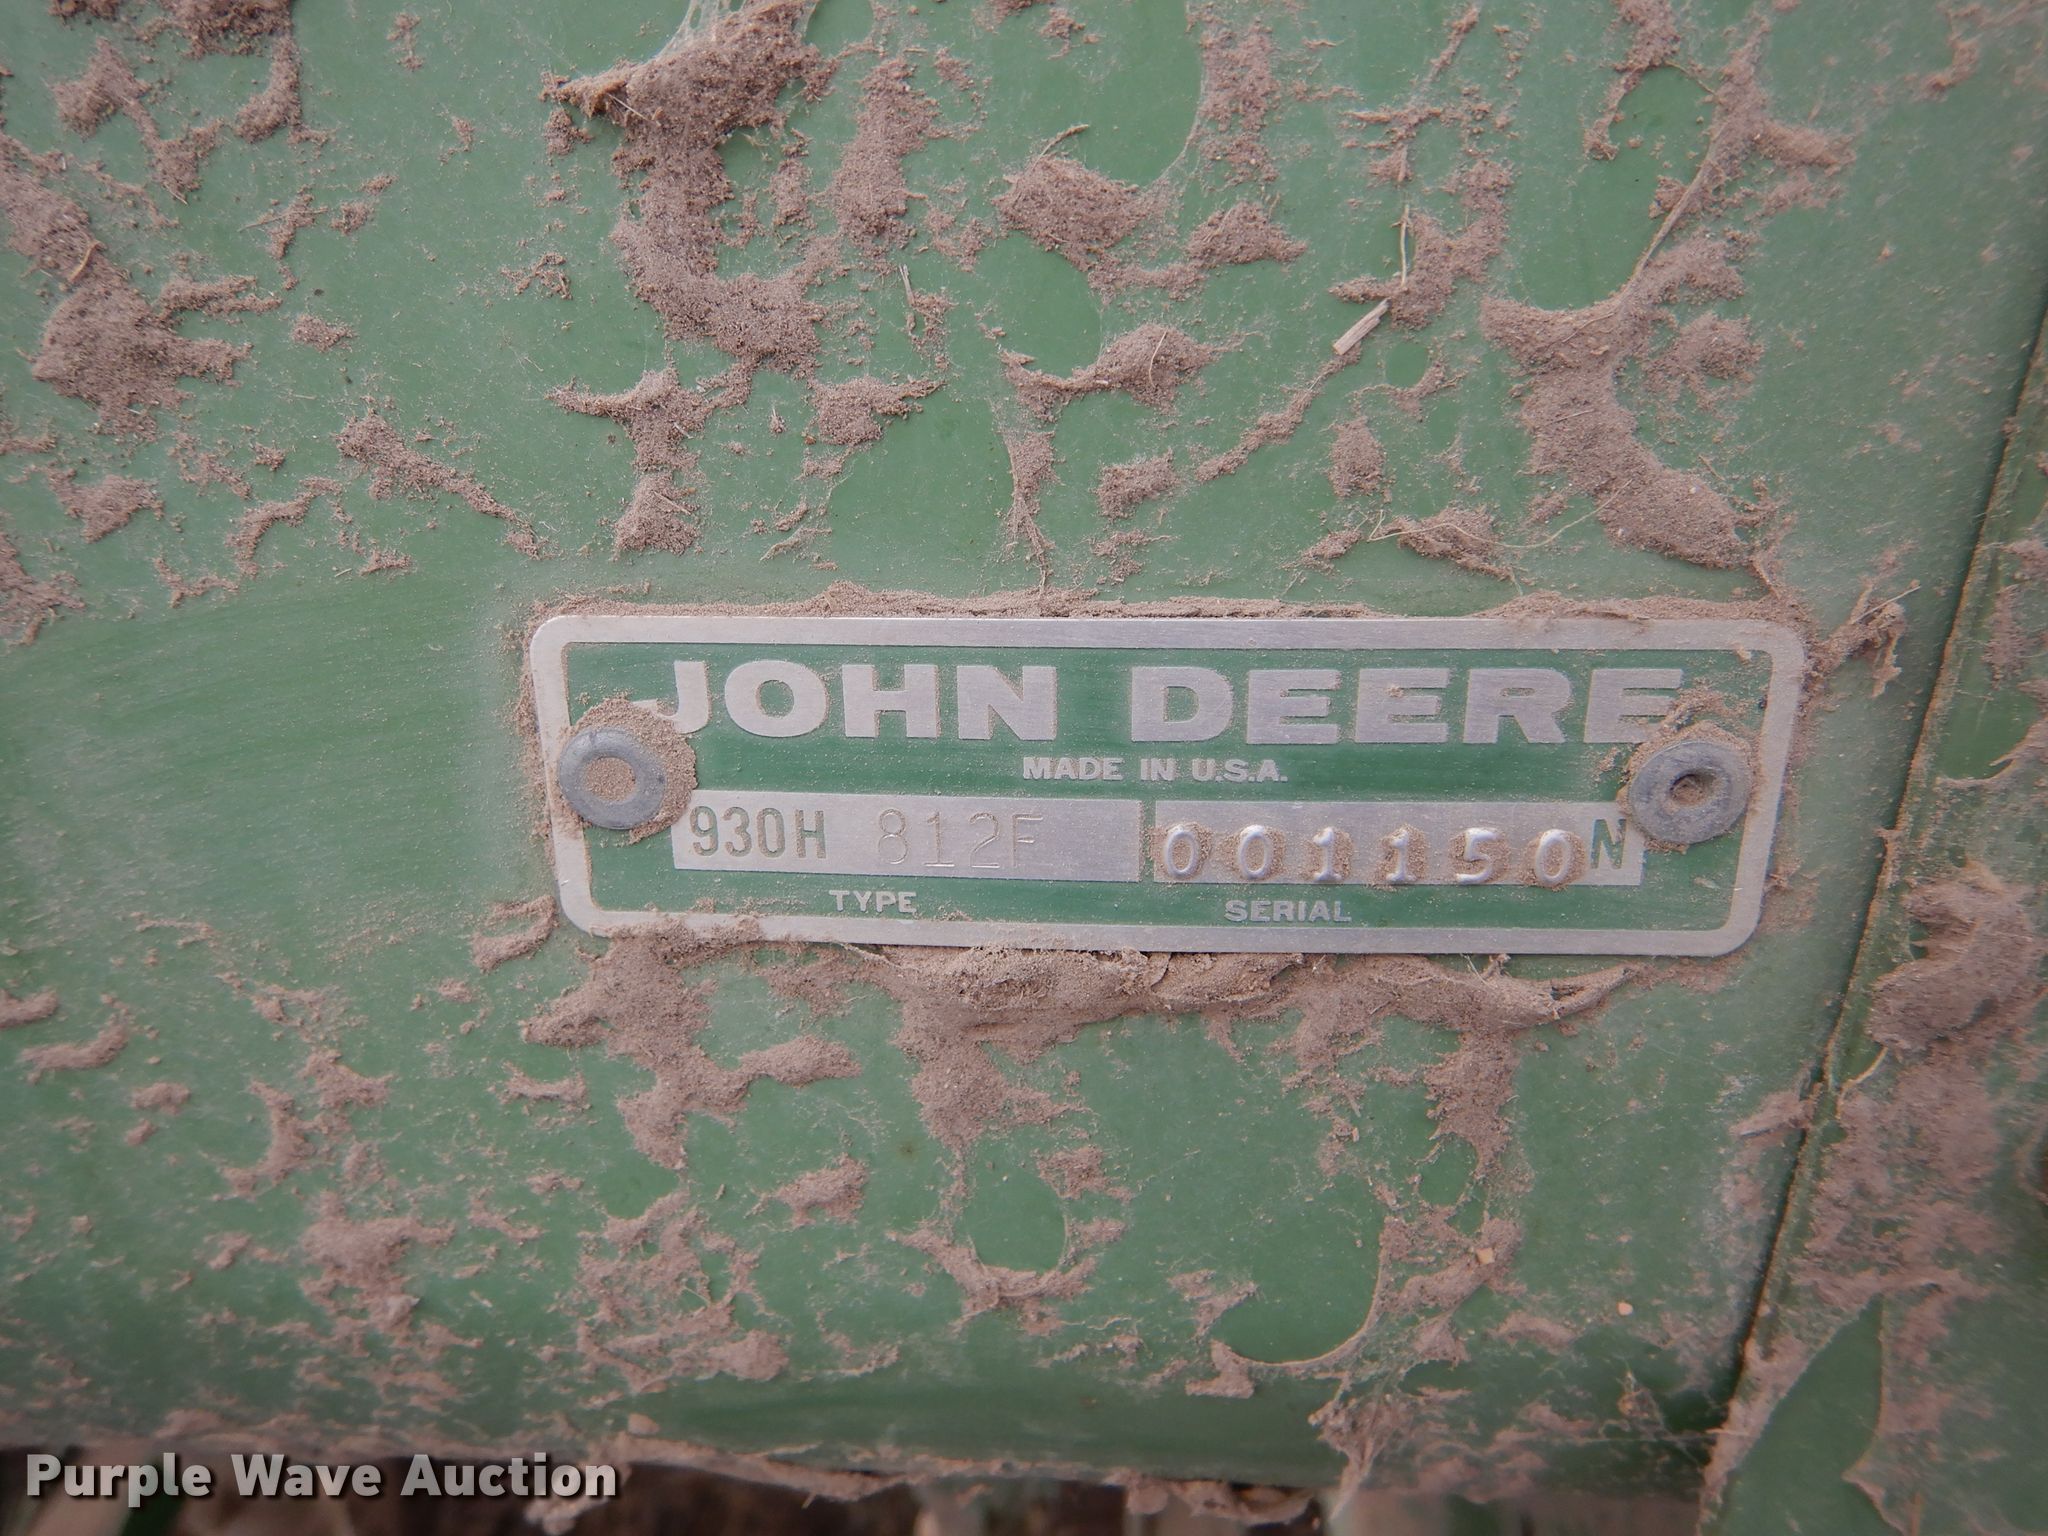 JOHN DEERE
MADE IN U.S.A.
930H 812F 001150N
TYPE SERIAL
Purple Wave Auction